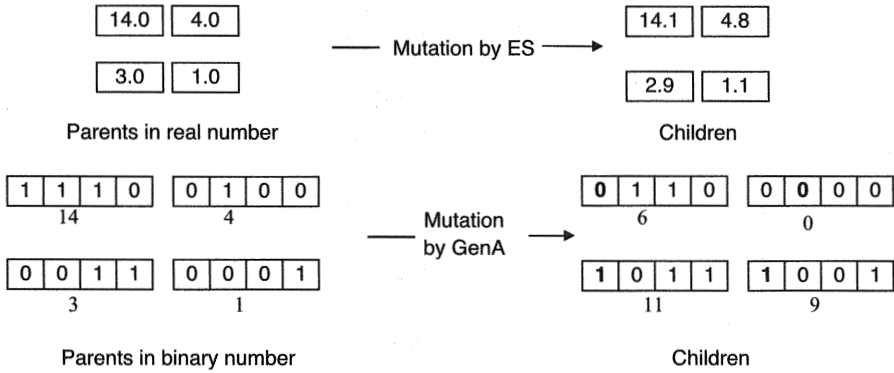 14.0 4.0 14.1 4.8
Mutation by ES
3.0 1.0 2.9 1.1
Parents in real number Children
1 1 1 0 0 1 0 0 0 1 1 0 0 0 0 0
14 4 6 0
Mutation
by GenA
0 0 1 1 0 0 0 1 1 0 1 1 1 0 0 1
3 1 11 9
Parents in binary number Children